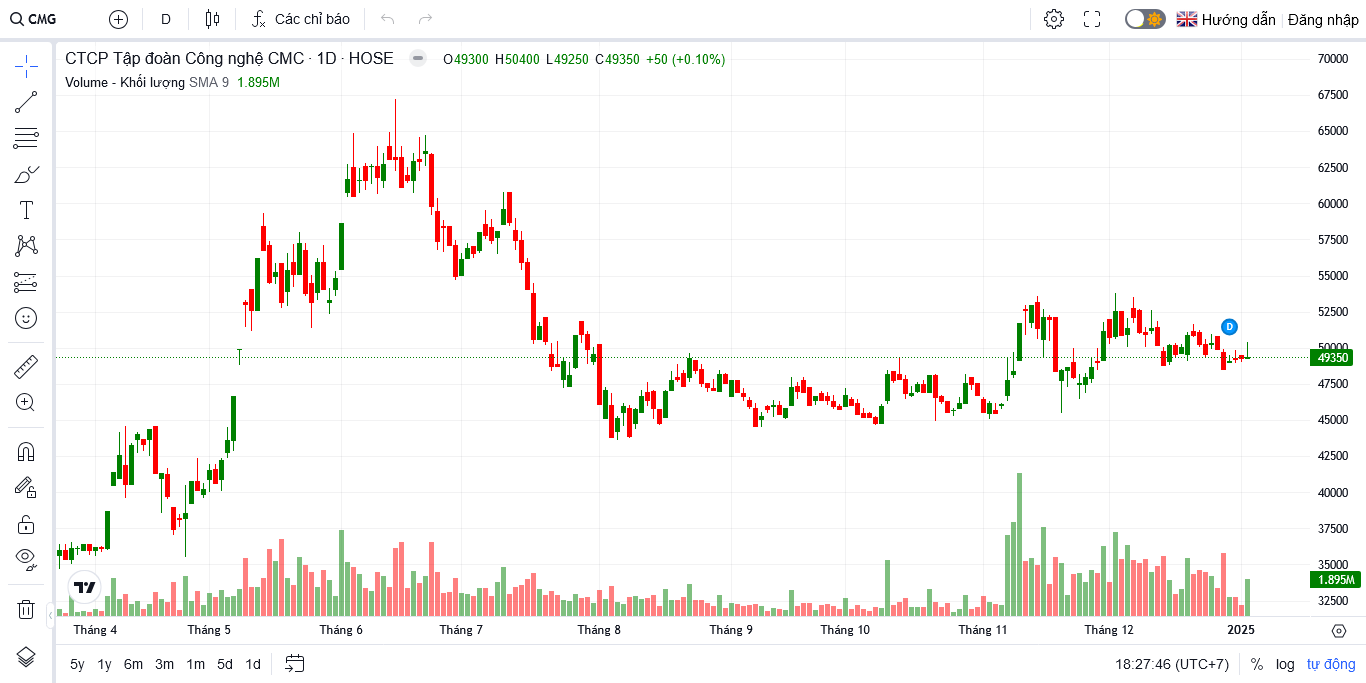 CMG D Các chỉ báo Hướng dẫn Đăng nhập
CTCP Tập đoàn Công nghệ CMC · 1D · HOSE O49300 H50400 L49250 C49350 +50 (+0.10%)
Volume - Khối lượng SMA 9 1.895M
70000
67500
65000
62500
60000
57500
55000
52500
D
50000
49350
47500
45000
42500
40000
37500
35000
1.895M
32500
Tháng 4 Tháng 5 Tháng 6 Tháng 7 Tháng 8 Tháng 9 Tháng 10 Tháng 11 Tháng 12 2025
5y 1y 6m 3m 1m 5d 1d 18:27:46 (UTC+7) % log tự động